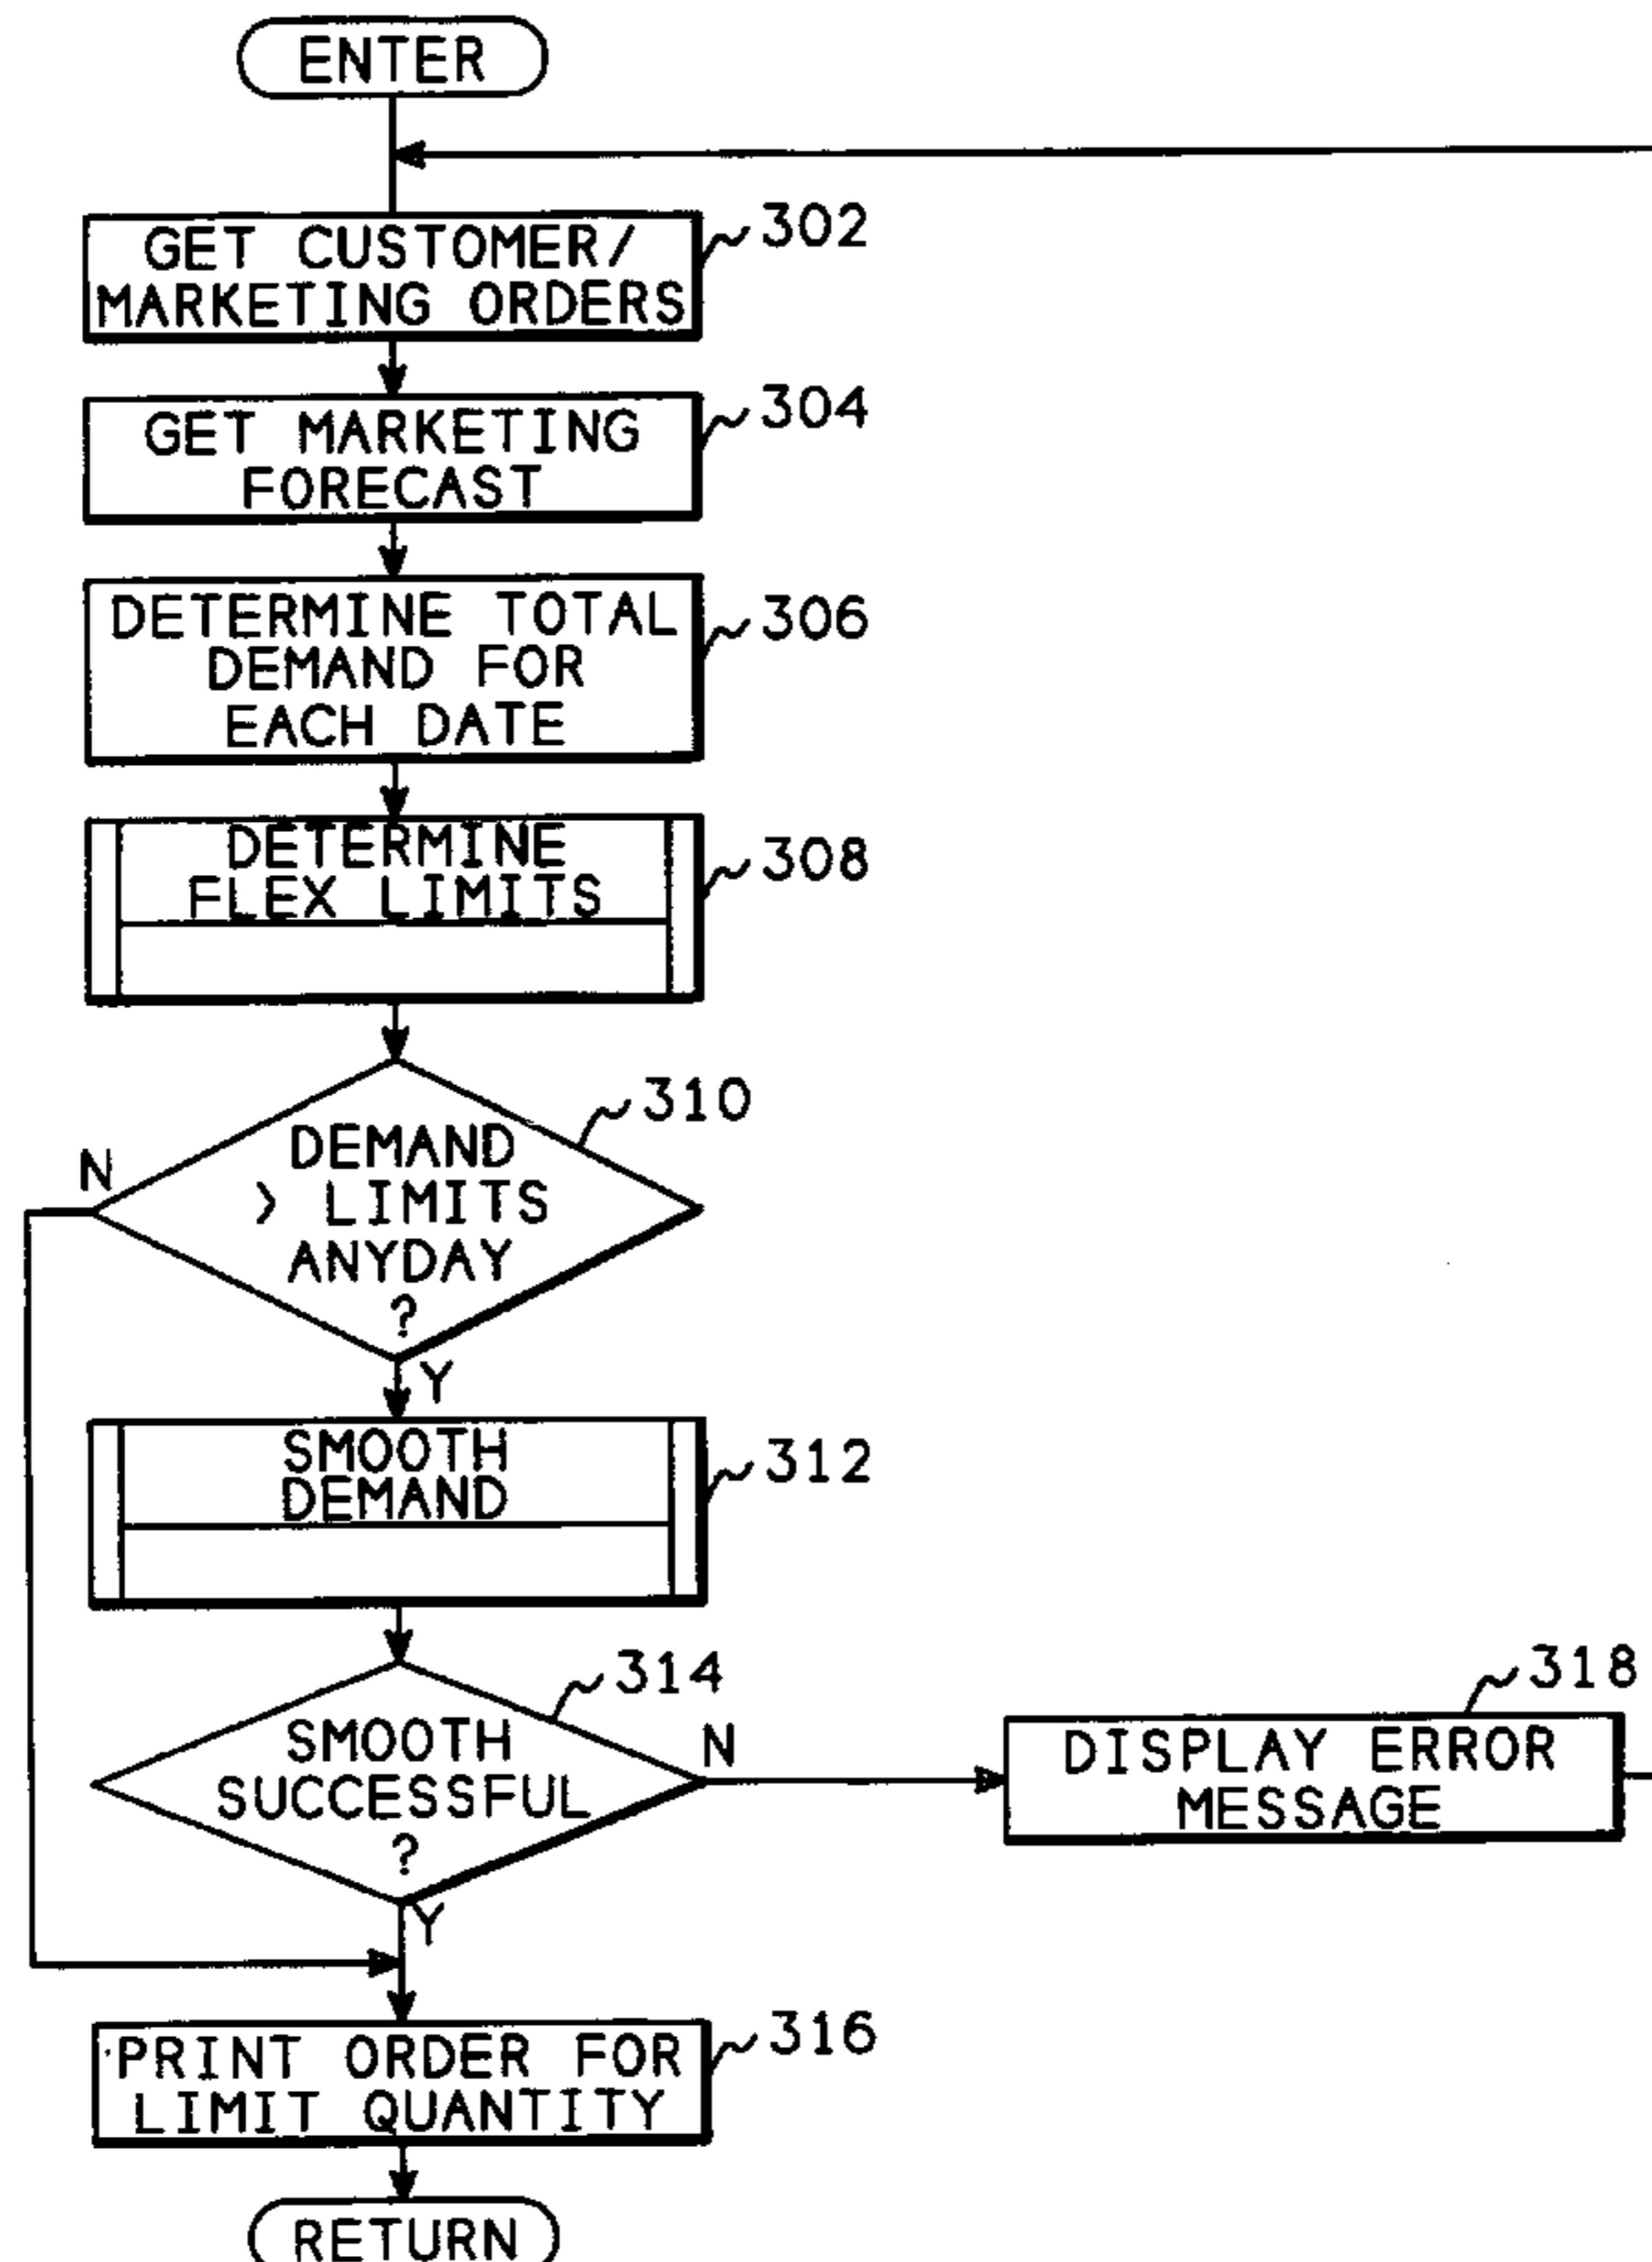 ENTER
GET CUSTOMER/
MARKETING ORDERS
302
GET MARKETING
FORECAST
304
DETERMINE TOTAL
DEMAND FOR
EACH DATE
306
DETERMINE
FLEX LIMITS
308
310
DEMAND
> LIMITS
ANYDAY
?
N
Y
SMOOTH
DEMAND
312
314
SMOOTH
SUCCESSFUL
?
N
Y
318
DISPLAY ERROR
MESSAGE
PRINT ORDER FOR
LIMIT QUANTITY
316
RETURN